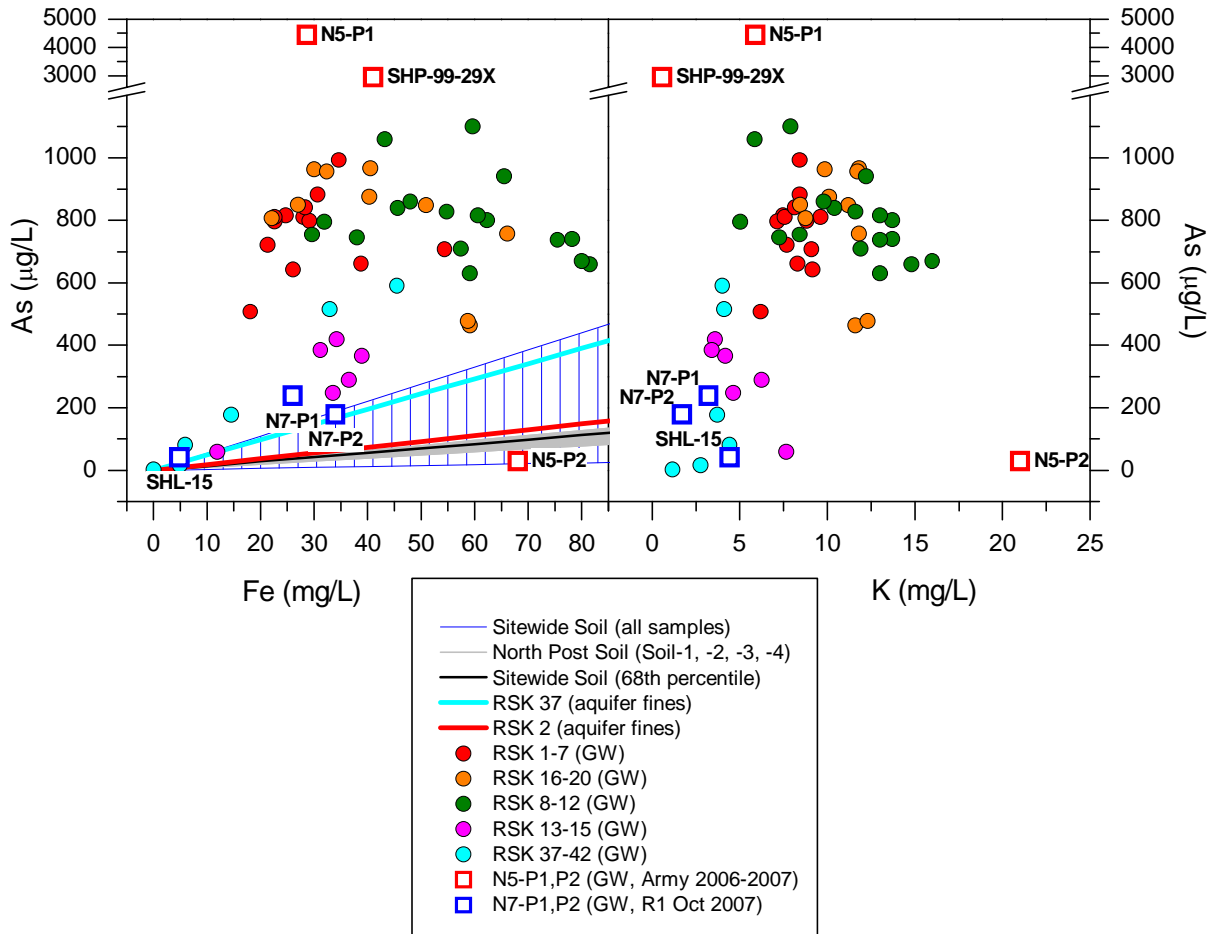 5000
4000
3000
1000
800
600
400
200
0
As (µg/L)
N5-P1
SHP-99-29X
N7-P1
N7-P2
SHL-15
N5-P2
0 10 20 30 40 50 60 70 80
Fe (mg/L)
N5-P1
SHP-99-29X
N7-P1
N7-P2
SHL-15
N5-P2
0 5 10 15 20 25
K (mg/L)
5000
4000
3000
1000
800
600
400
200
0
As (µg/L)
Sitewide Soil (all samples)
North Post Soil (Soil-1, -2, -3, -4)
Sitewide Soil (68th percentile)
RSK 37 (aquifer fines)
RSK 2 (aquifer fines)
RSK 1-7 (GW)
RSK 16-20 (GW)
RSK 8-12 (GW)
RSK 13-15 (GW)
RSK 37-42 (GW)
N5-P1,P2 (GW, Army 2006-2007)
N7-P1,P2 (GW, R1 Oct 2007)